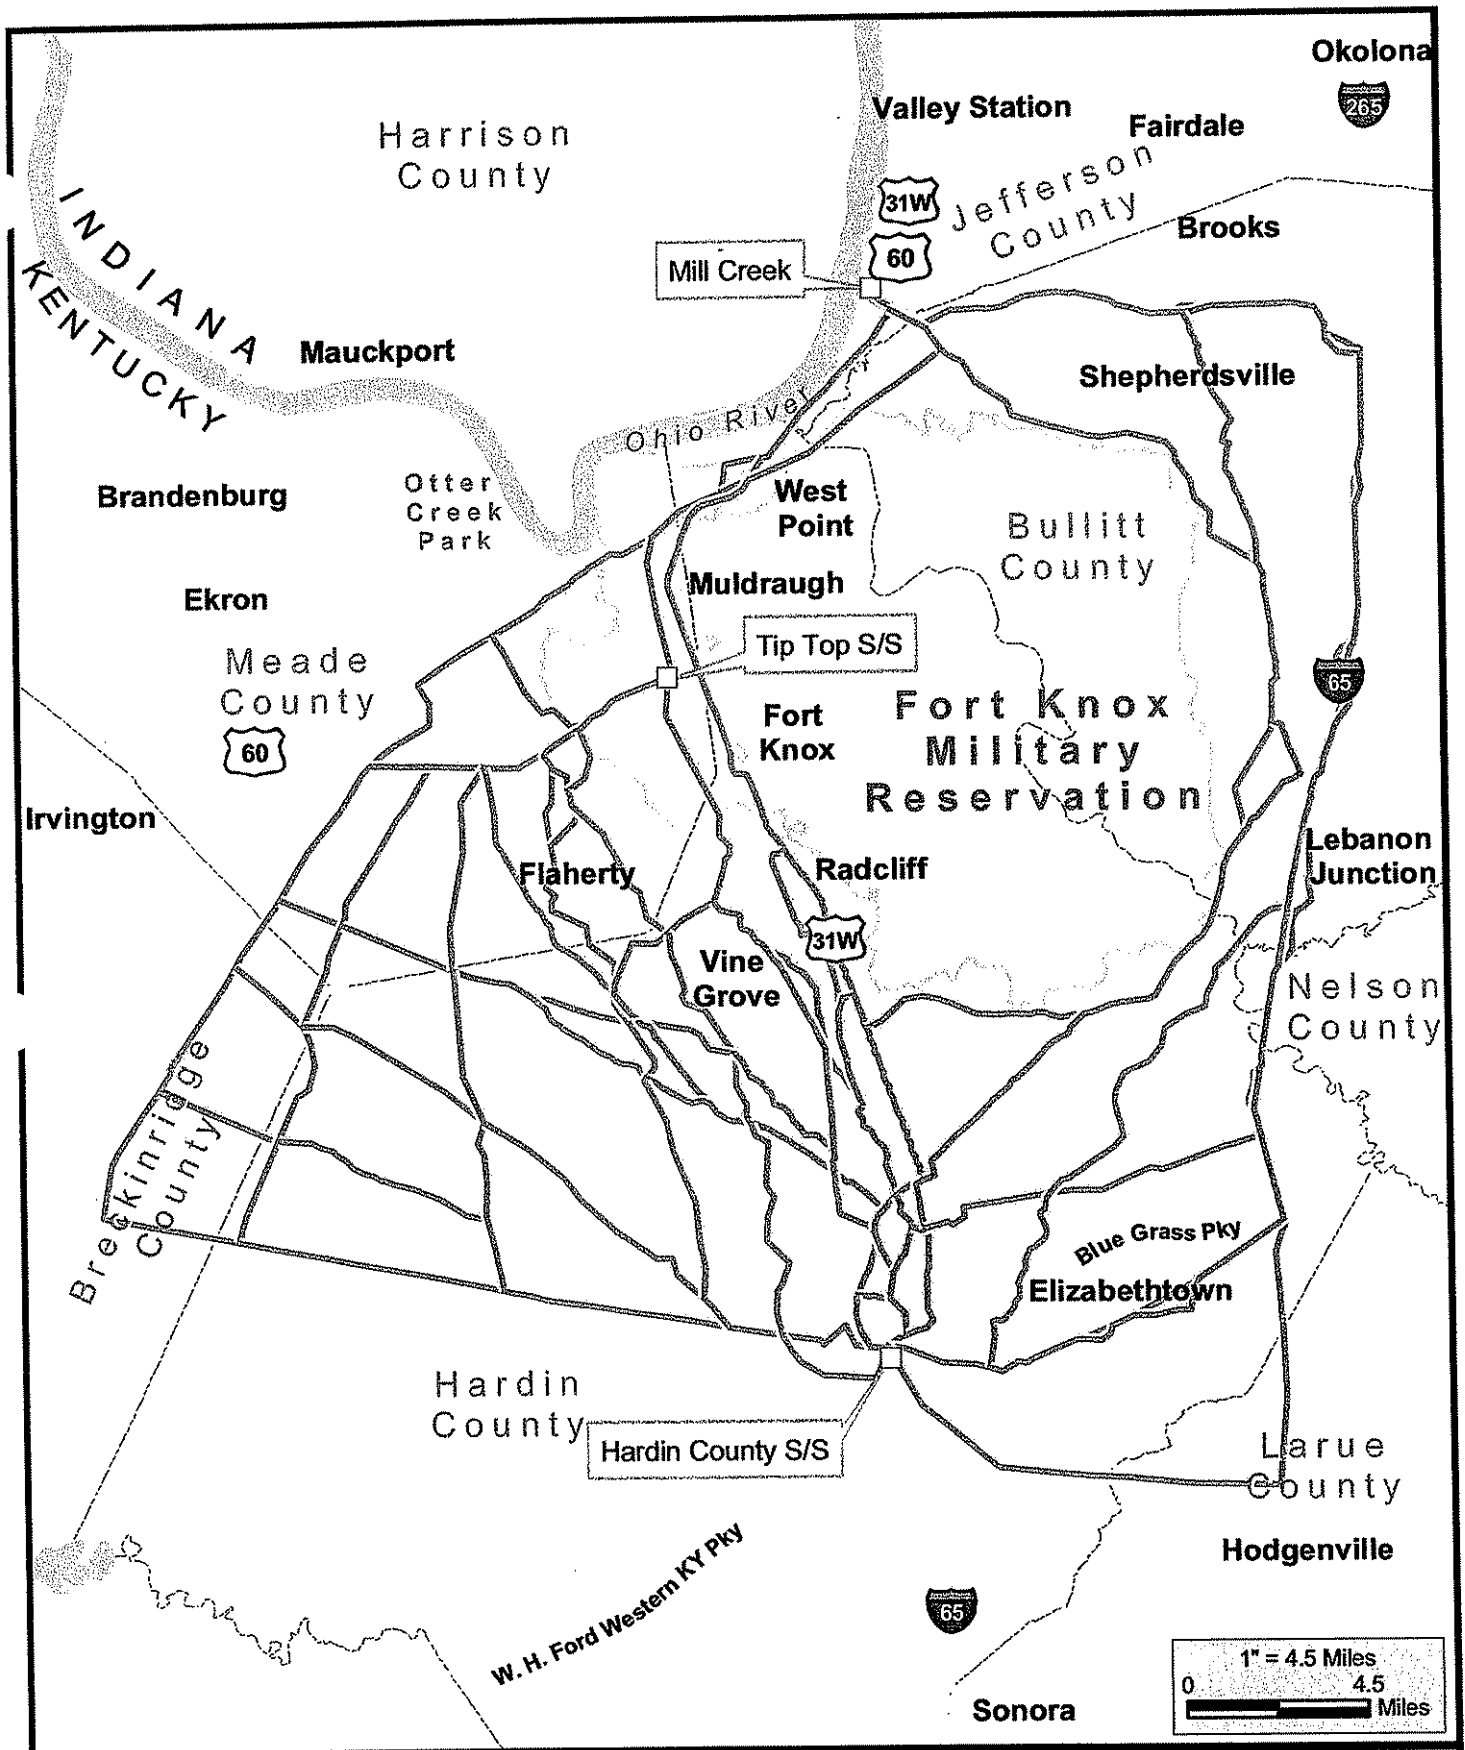 Okolona
265
Valley Station
Fairdale
Harrison
County
Jefferson
County
31W
60
Brooks
Mill Creek
INDIANA
KENTUCKY
Mauckport
Shepherdsville
Ohio River
Brandenburg
Otter
Creek
Park
West
Point
Bullitt
County
Ekron
Muldraugh
Meade
County
Tip Top S/S
65
60
Fort
Knox
Fort Knox
Military
Reservation
Irvington
Lebanon
Junction
Flaherty
Radcliff
31W
Vine
Grove
Nelson
County
Breckinridge
County
Blue Grass Pky
Elizabethtown
Hardin
County
Hardin County S/S
Larue
County
Hodgenville
W. H. Ford Western KY Pky
65
Sonora
1" = 4.5 Miles
0 4.5
Miles